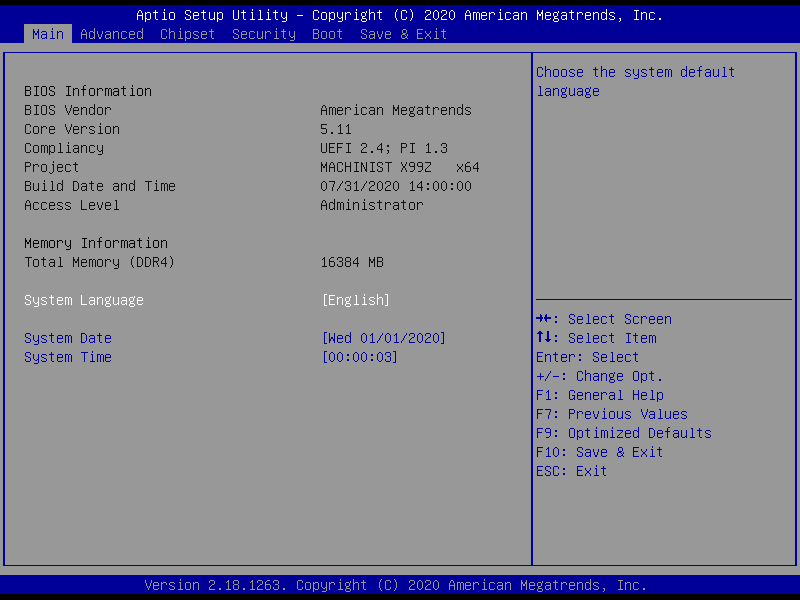 Aptio Setup Utility – Copyright (C) 2020 American Megatrends, Inc.
Main Advanced Chipset Security Boot Save & Exit
BIOS Information
BIOS Vendor American Megatrends
Core Version 5.11
Compliancy UEFI 2.4; PI 1.3
Project MACHINIST X99Z x64
Build Date and Time 07/31/2020 14:00:00
Access Level Administrator
Memory Information
Total Memory (DDR4) 16384 MB
System Language [English]
System Date [Wed 01/01/2020]
System Time [00:00:03]
Choose the system default
language
→←: Select Screen
↑↓: Select Item
Enter: Select
+/–: Change Opt.
F1: General Help
F7: Previous Values
F9: Optimized Defaults
F10: Save & Exit
ESC: Exit
Version 2.18.1263. Copyright (C) 2020 American Megatrends, Inc.